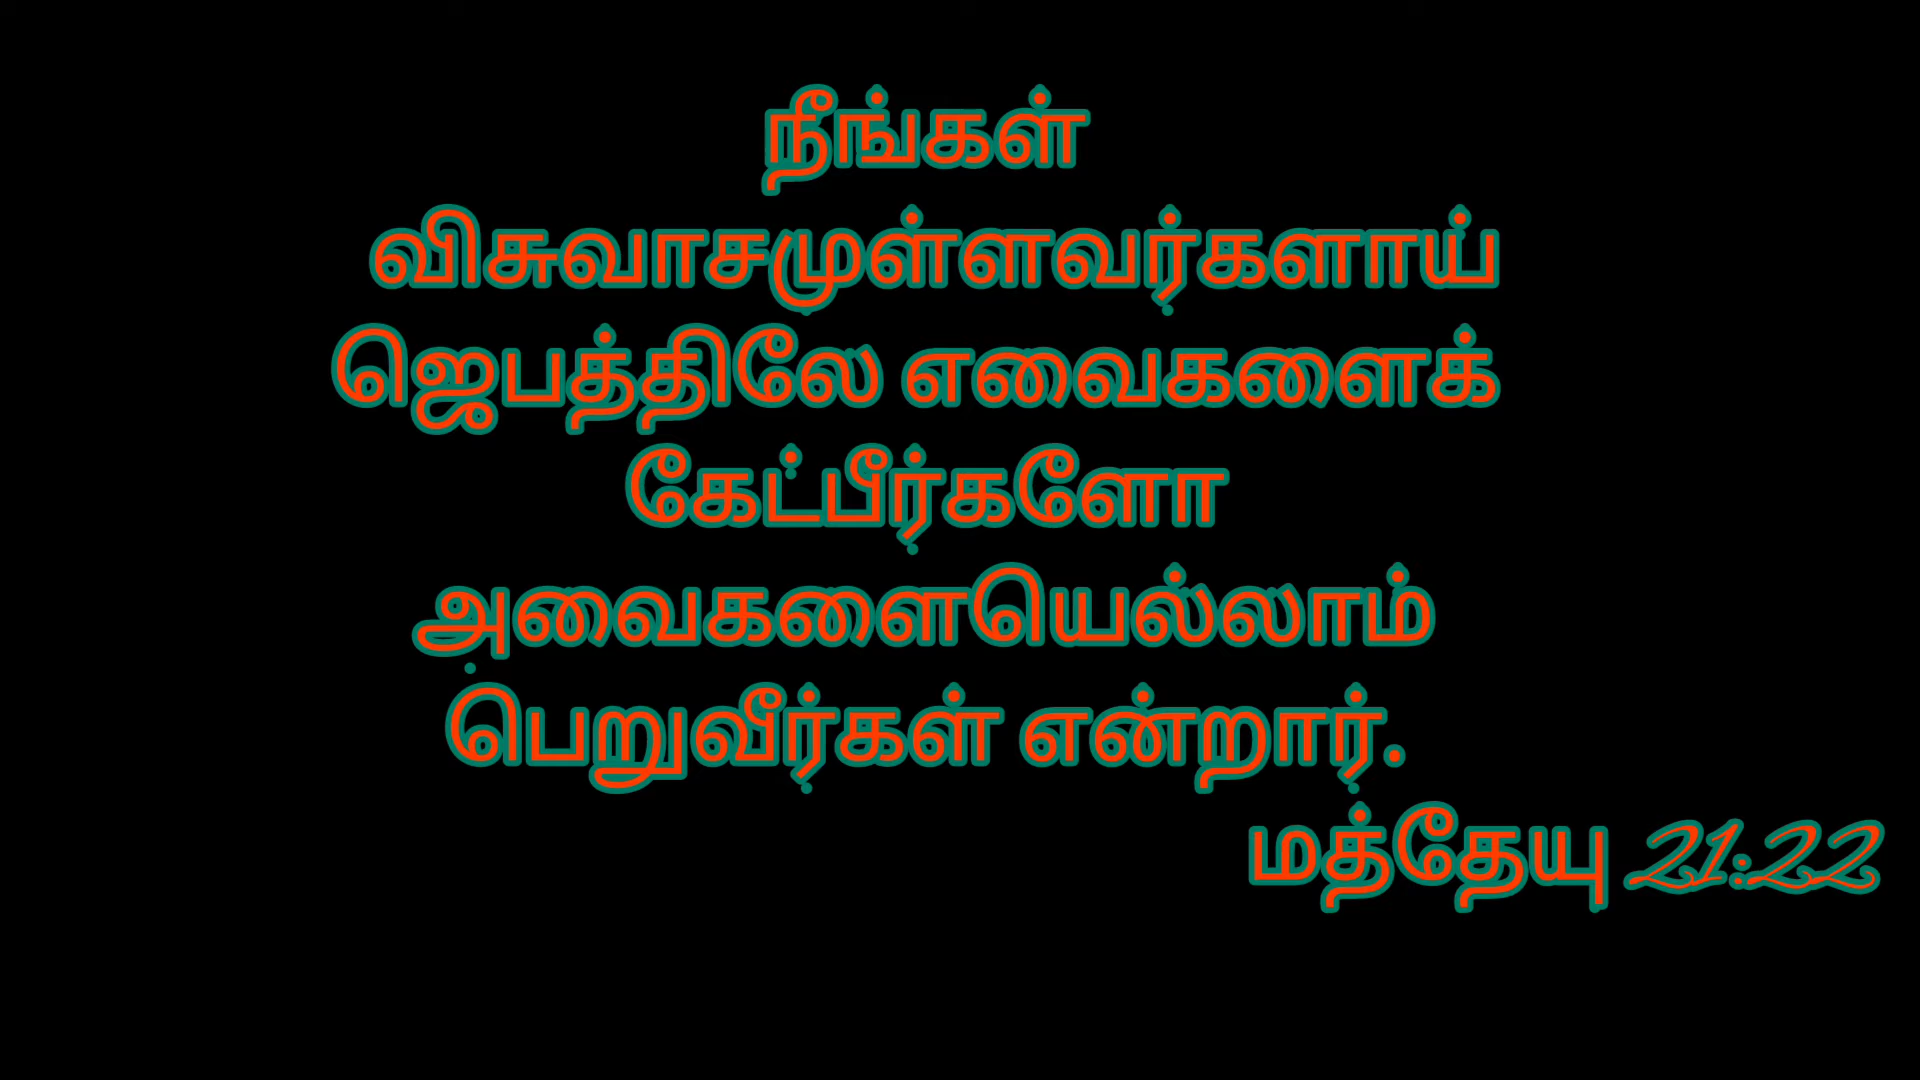 நீங்கள்
விசுவாசமுள்ளவர்களாய்
ஜெபத்திலே எவைகளைக்
கேட்பீர்களோ
அவைகளையெல்லாம்
பெறுவீர்கள் என்றார்.
மத்தேயு 21:22